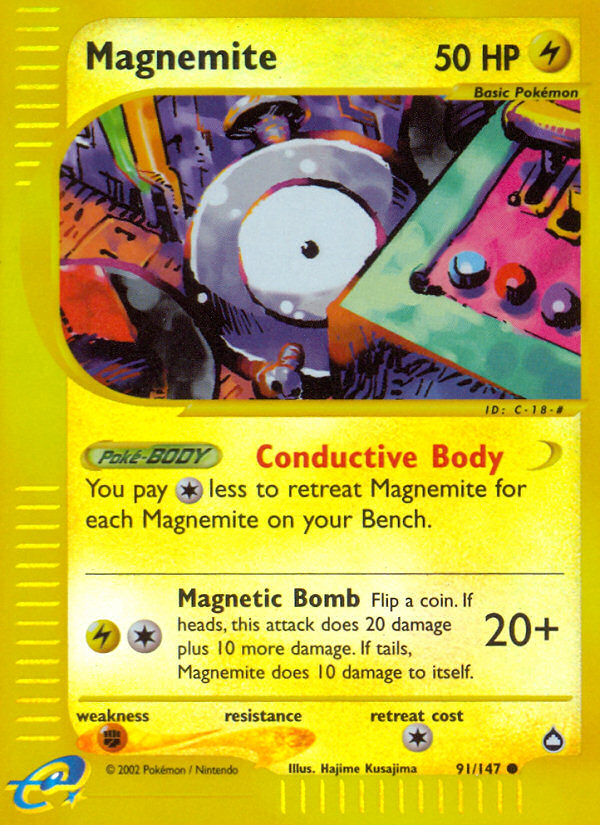 Magnemite
50 HP
Basic Pokémon
ID: C-18-#
Poké-BODY Conductive Body
You pay less to retreat Magnemite for
each Magnemite on your Bench.
Magnetic Bomb Flip a coin. If
heads, this attack does 20 damage
plus 10 more damage. If tails,
Magnemite does 10 damage to itself.
20+
weakness resistance retreat cost
© 2002 Pokémon / Nintendo Illus. Hajime Kusajima 91/147
e